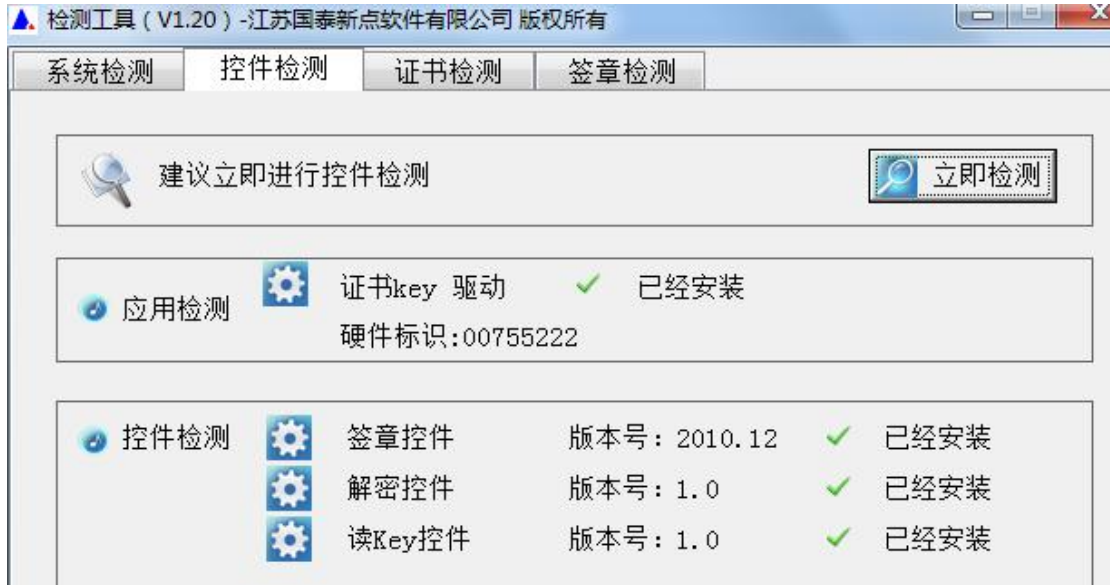 检测工具（V1.20）-江苏国泰新点软件有限公司 版权所有
系统检测 控件检测 证书检测 签章检测
建议立即进行控件检测 立即检测
应用检测 证书key 驱动 已经安装
硬件标识:00755222
控件检测 签章控件 版本号: 2010.12 已经安装
解密控件 版本号: 1.0 已经安装
读Key控件 版本号: 1.0 已经安装